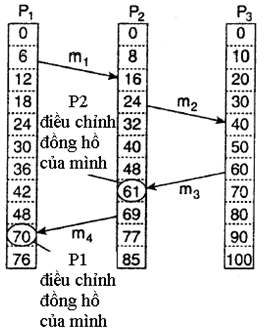 P1 P2 P3
0 0 0
6 m1 8 10
12 16 20
18 P2 24 m2 30
24 điều chỉnh 32 40
30 đồng hồ 40 50
36 của mình 48 60
42 61 m3 70
48 69 80
70 m4 77 90
76 P1 85 100
điều chỉnh
đồng hồ
của mình